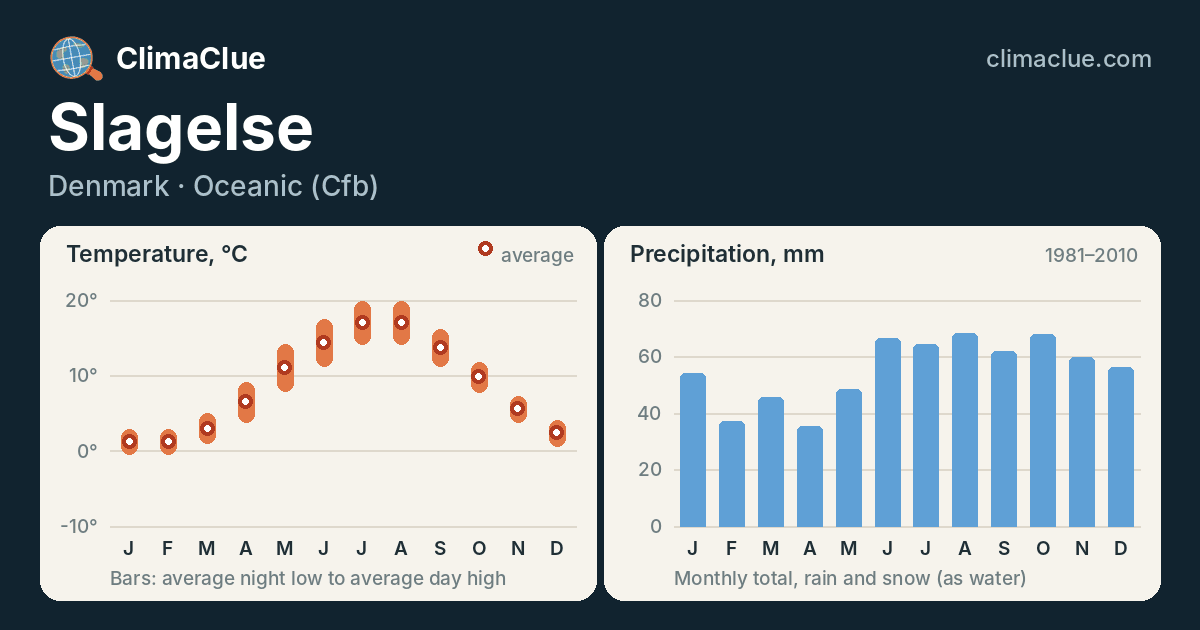 ClimaClue
climaclue.com
Slagelse
Denmark · Oceanic (Cfb)
Temperature, °C
average
20°
10°
0°
-10°
J F M A M J J A S O N D
Bars: average night low to average day high
Precipitation, mm
1981–2010
80
60
40
20
0
J F M A M J J A S O N D
Monthly total, rain and snow (as water)